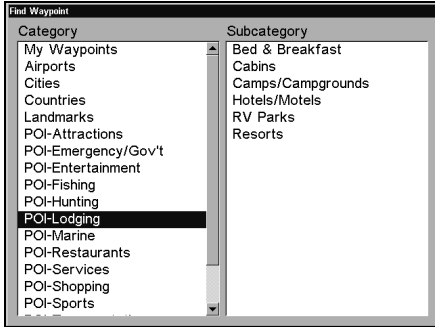 Find Waypoint
Category
My Waypoints
Airports
Cities
Countries
Landmarks
POI-Attractions
POI-Emergency/Gov't
POI-Entertainment
POI-Fishing
POI-Hunting
POI-Lodging
POI-Marine
POI-Restaurants
POI-Services
POI-Shopping
POI-Sports
Subcategory
Bed & Breakfast
Cabins
Camps/Campgrounds
Hotels/Motels
RV Parks
Resorts